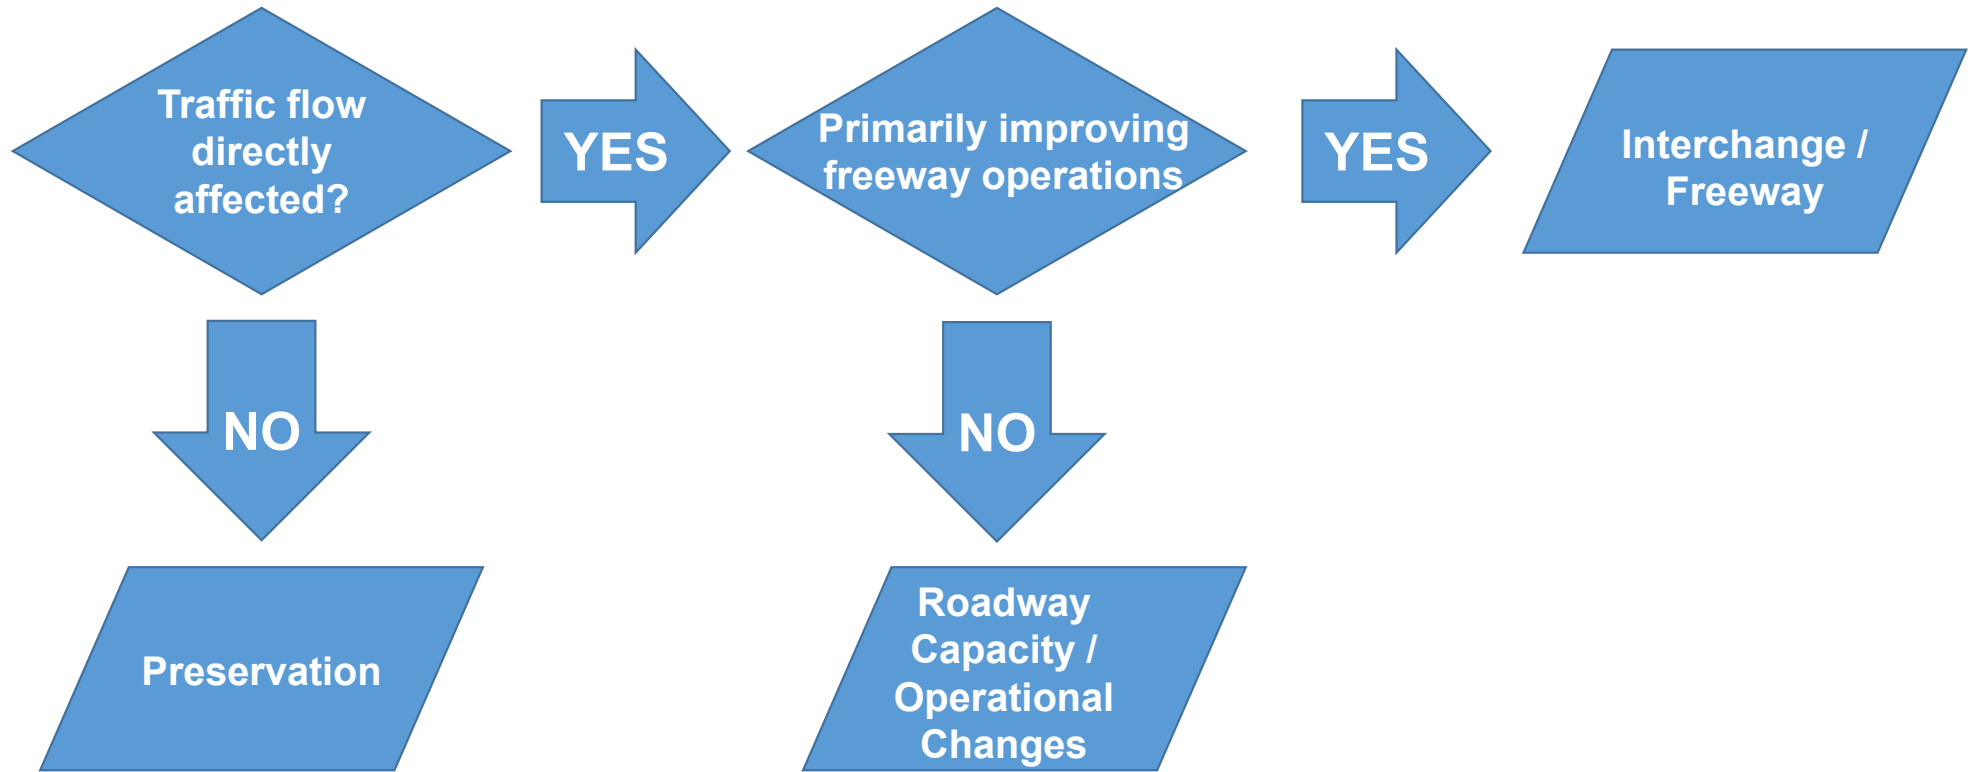 Traffic flow
directly
affected?
YES
Primarily improving
freeway operations
YES
Interchange /
Freeway
NO
NO
Preservation
Roadway
Capacity /
Operational
Changes